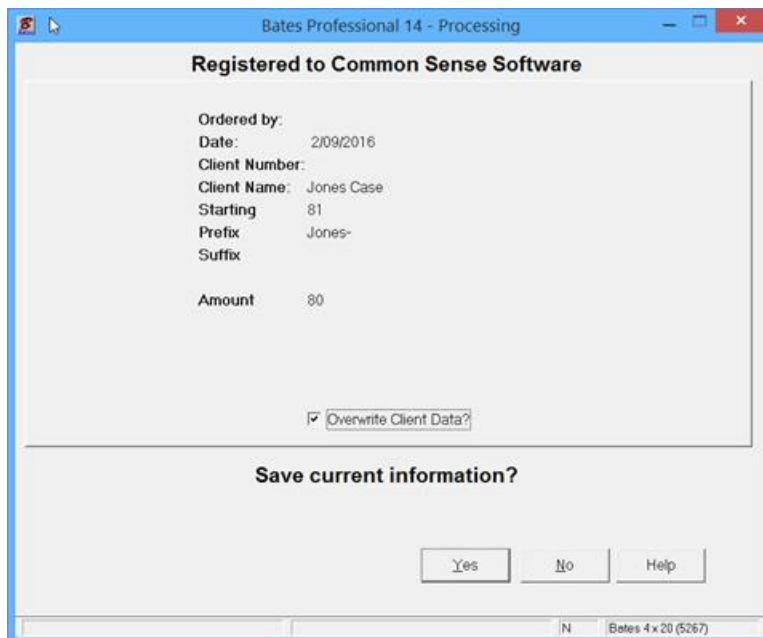 Bates Professional 14 - Processing
Registered to Common Sense Software
Ordered by:
Date: 2/09/2016
Client Number:
Client Name: Jones Case
Starting 81
Prefix Jones-
Suffix
Amount 80
Overwrite Client Data?
Save current information?
Yes No Help
N Bates 4 x 20 (5267)